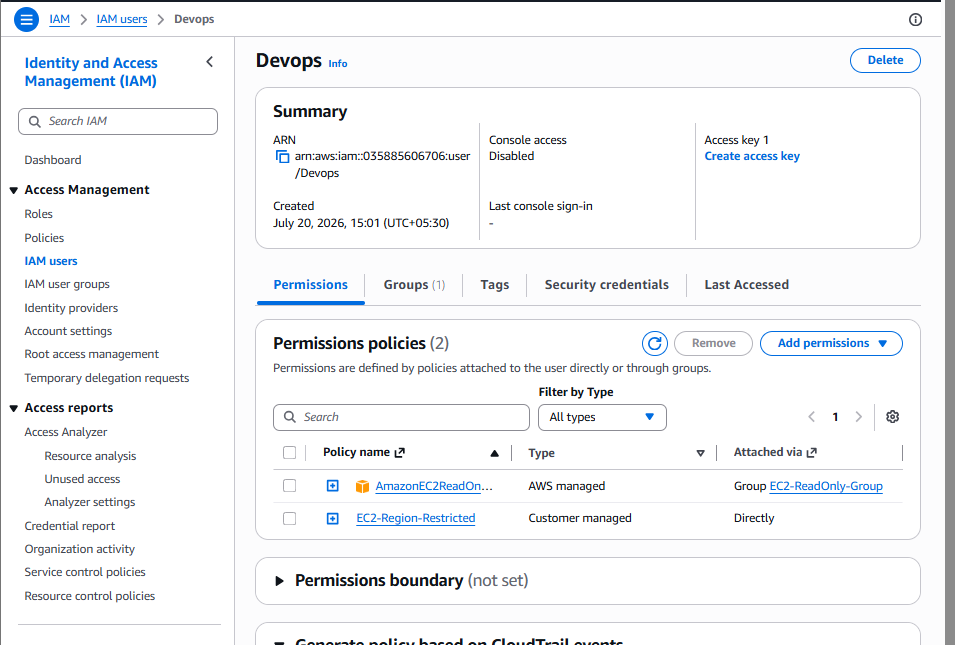 IAM > IAM users > Devops
Identity and Access
Management (IAM)
Search IAM
Dashboard
Access Management
Roles
Policies
IAM users
IAM user groups
Identity providers
Account settings
Root access management
Temporary delegation requests
Access reports
Access Analyzer
Resource analysis
Unused access
Analyzer settings
Credential report
Organization activity
Service control policies
Resource control policies
Devops Info
Delete
Summary
ARN
arn:aws:iam::035885606706:user
/Devops
Created
July 20, 2026, 15:01 (UTC+05:30)
Console access
Disabled
Last console sign-in
-
Access key 1
Create access key
Permissions Groups (1) Tags Security credentials Last Accessed
Permissions policies (2)
Remove
Add permissions
Permissions are defined by policies attached to the user directly or through groups.
Filter by Type
Search
All types
1
Policy name Type Attached via
AmazonEC2ReadOn... AWS managed Group EC2-ReadOnly-Group
EC2-Region-Restricted Customer managed Directly
Permissions boundary (not set)
Generate policy based on CloudTrail events